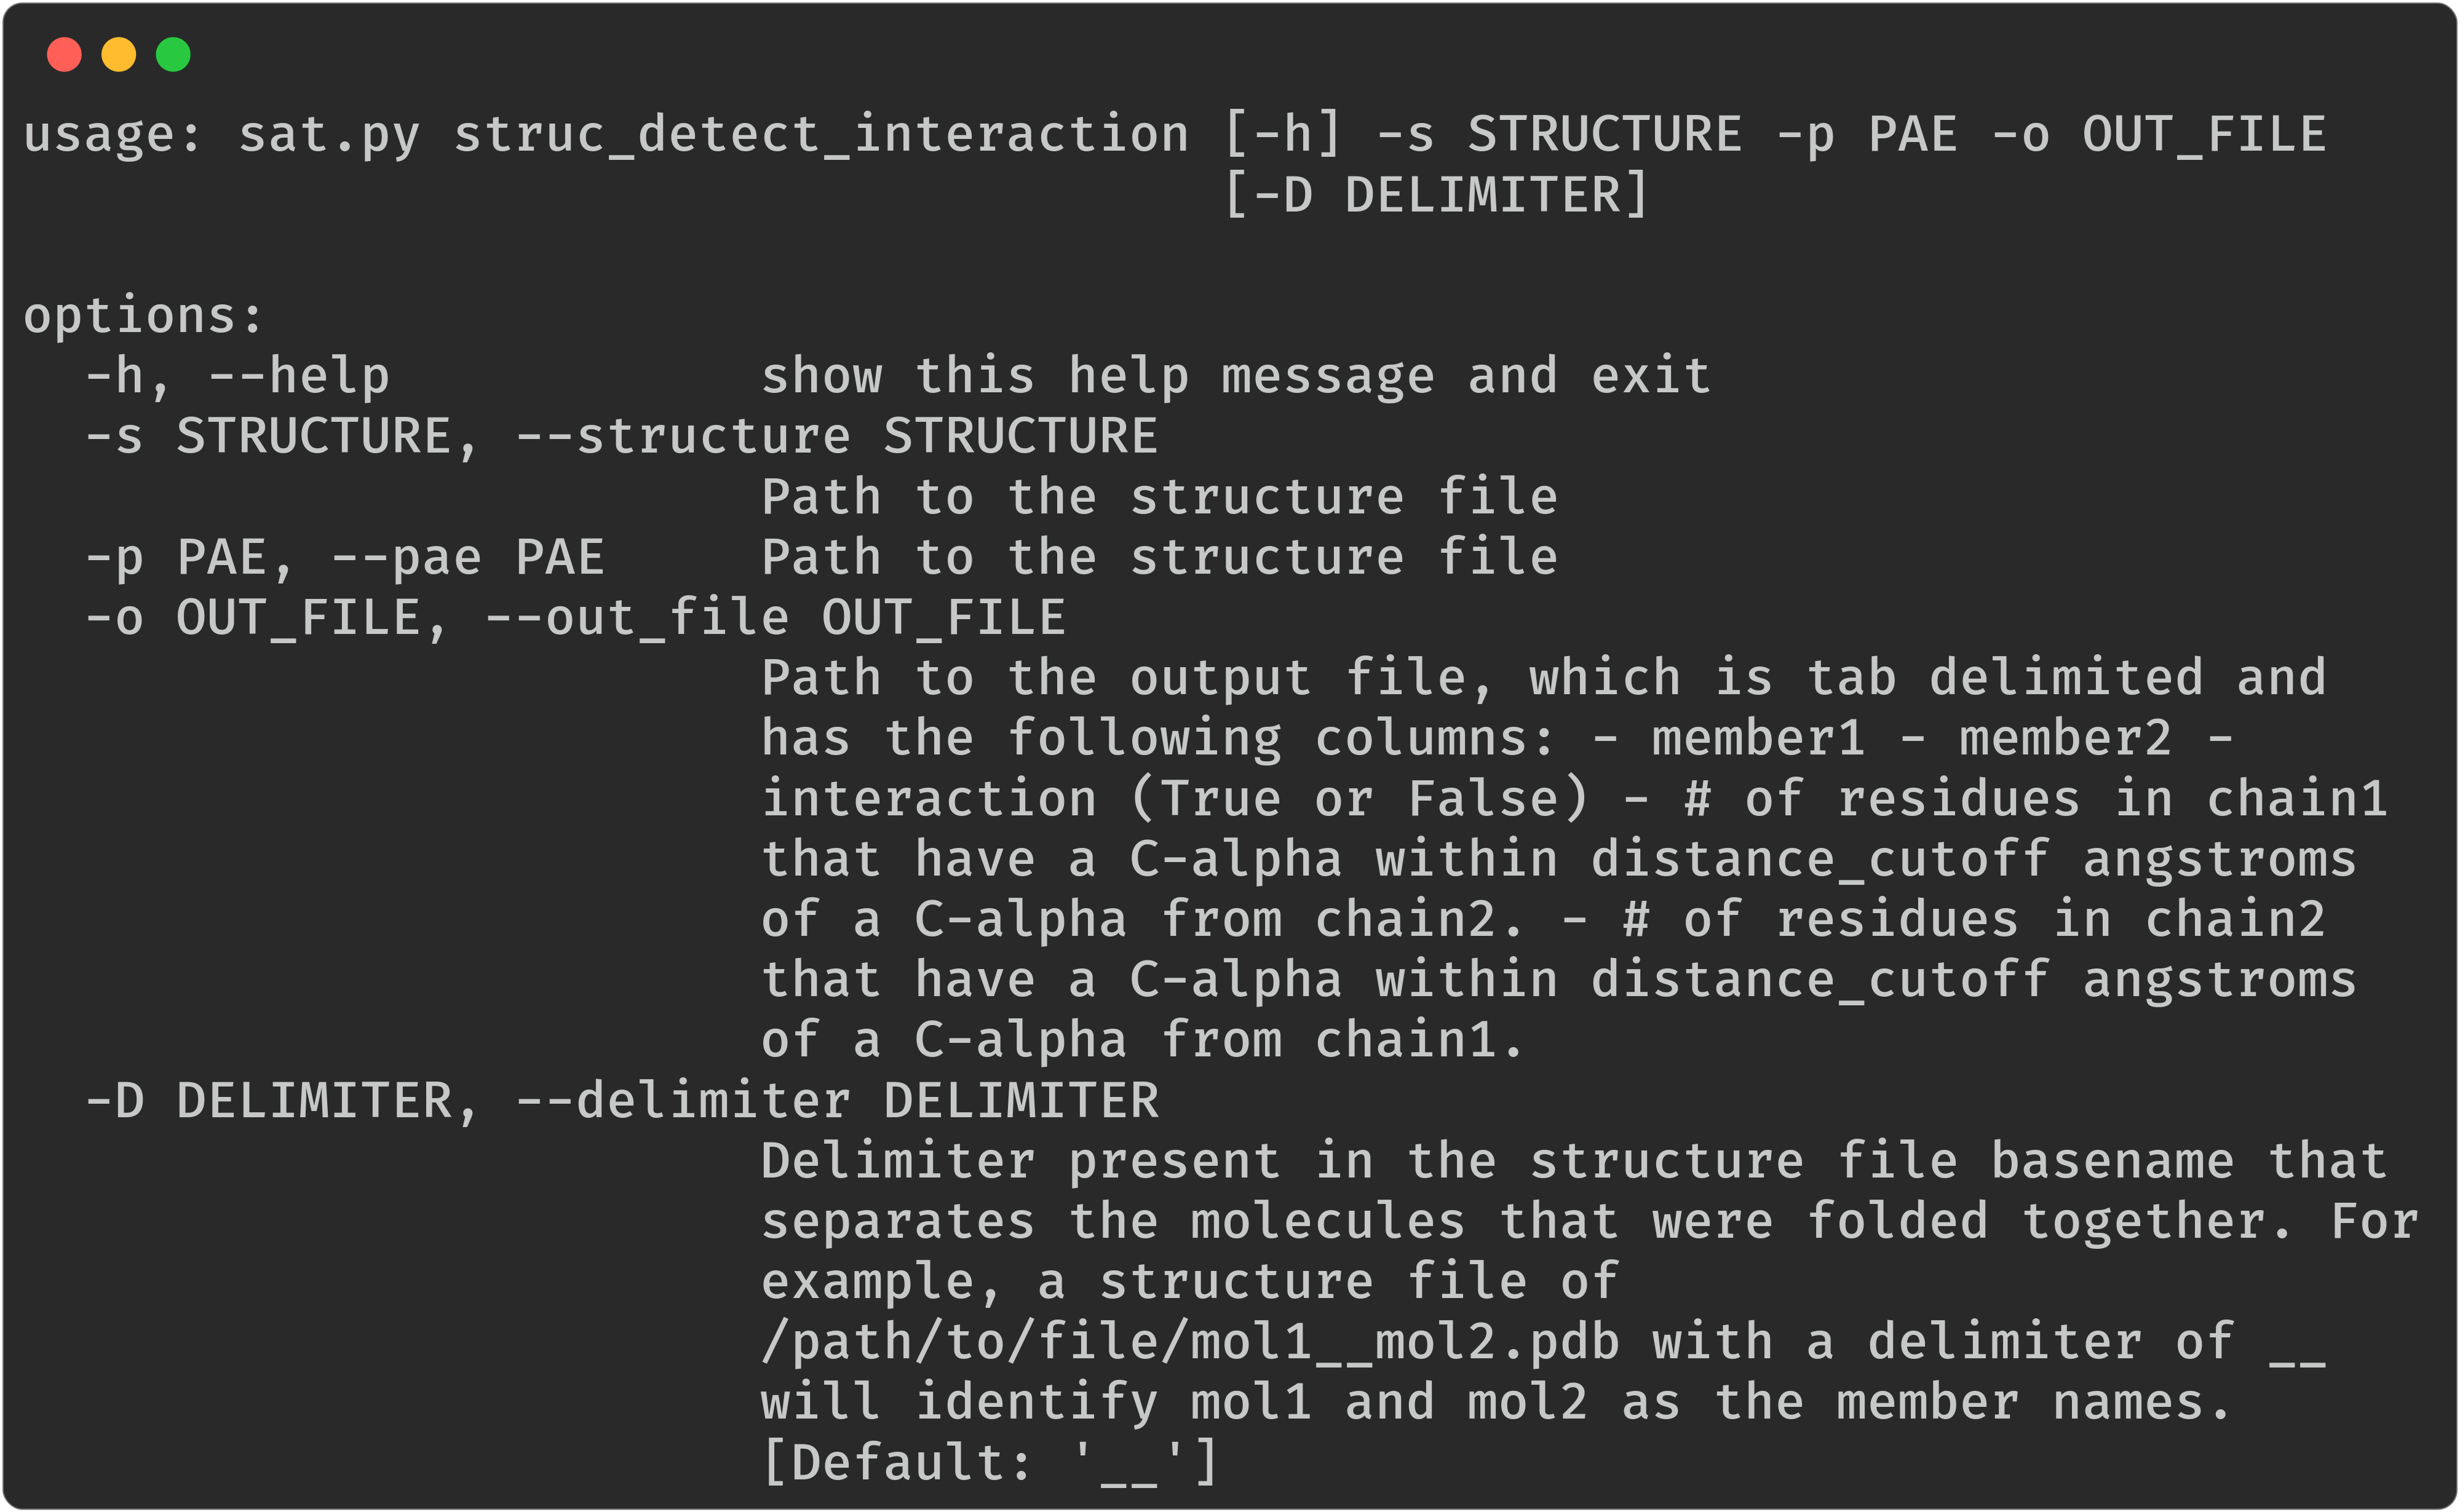 usage: sat.py struc_detect_interaction [-h] -s STRUCTURE -p PAE -o OUT_FILE
[-D DELIMITER]
options:
-h, --help show this help message and exit
-s STRUCTURE, --structure STRUCTURE
Path to the structure file
-p PAE, --pae PAE Path to the structure file
-o OUT_FILE, --out_file OUT_FILE
Path to the output file, which is tab delimited and
has the following columns: - member1 - member2 -
interaction (True or False) - # of residues in chain1
that have a C-alpha within distance_cutoff angstroms
of a C-alpha from chain2. - # of residues in chain2
that have a C-alpha within distance_cutoff angstroms
of a C-alpha from chain1.
-D DELIMITER, --delimiter DELIMITER
Delimiter present in the structure file basename that
separates the molecules that were folded together. For
example, a structure file of
/path/to/file/mol1__mol2.pdb with a delimiter of __
will identify mol1 and mol2 as the member names.
[Default: '__']